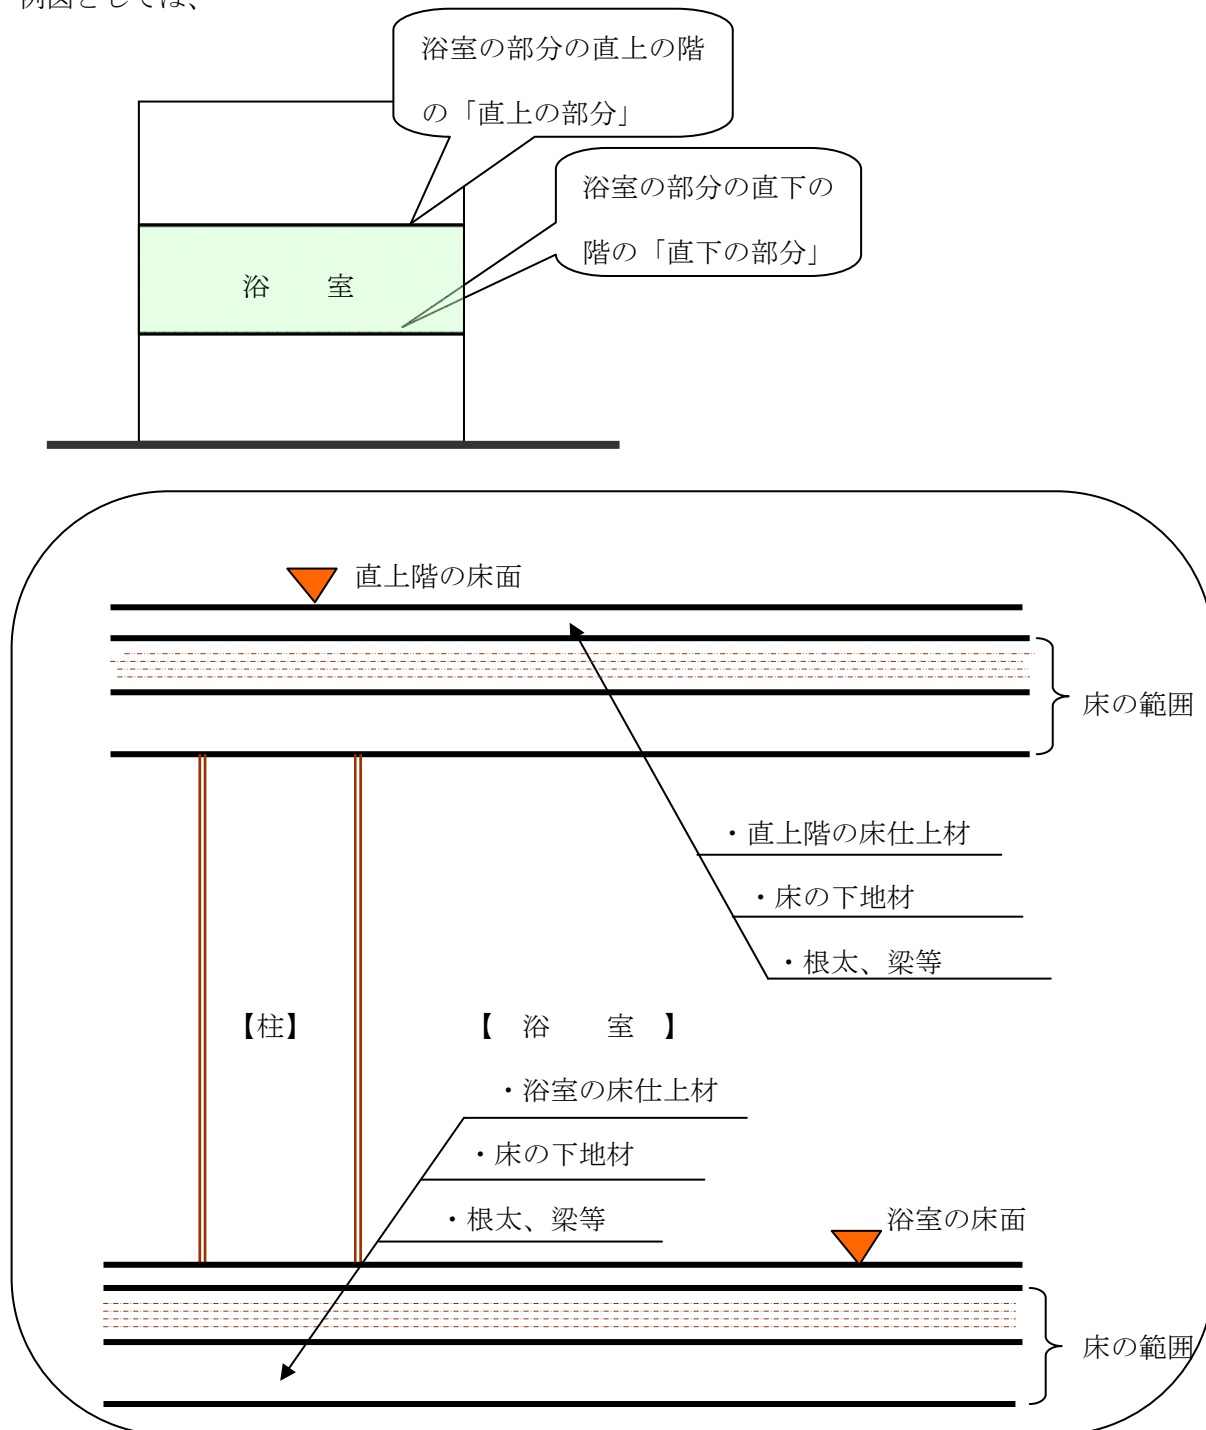 例図としては、
浴室の部分の直上の階
の「直上の部分」
浴室の部分の直下の
階の「直下の部分」
浴　　室
直上階の床面
床の範囲
・直上階の床仕上材
・床の下地材
・根太、梁等
【柱】
【　浴　　室　】
・浴室の床仕上材
・床の下地材
・根太、梁等
浴室の床面
床の範囲